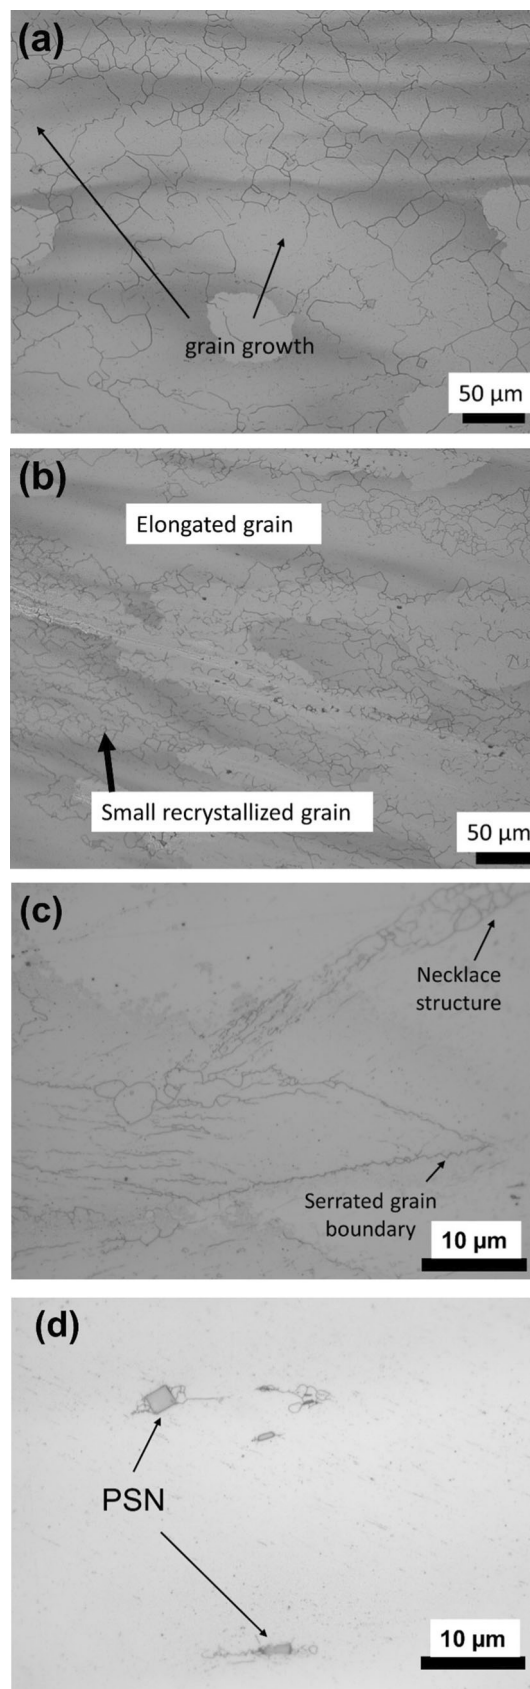 (a)
grain growth
50 µm
(b)
Elongated grain
Small recrystallized grain
50 µm
(c)
Necklace
structure
Serrated grain
boundary
10 µm
(d)
PSN
10 µm